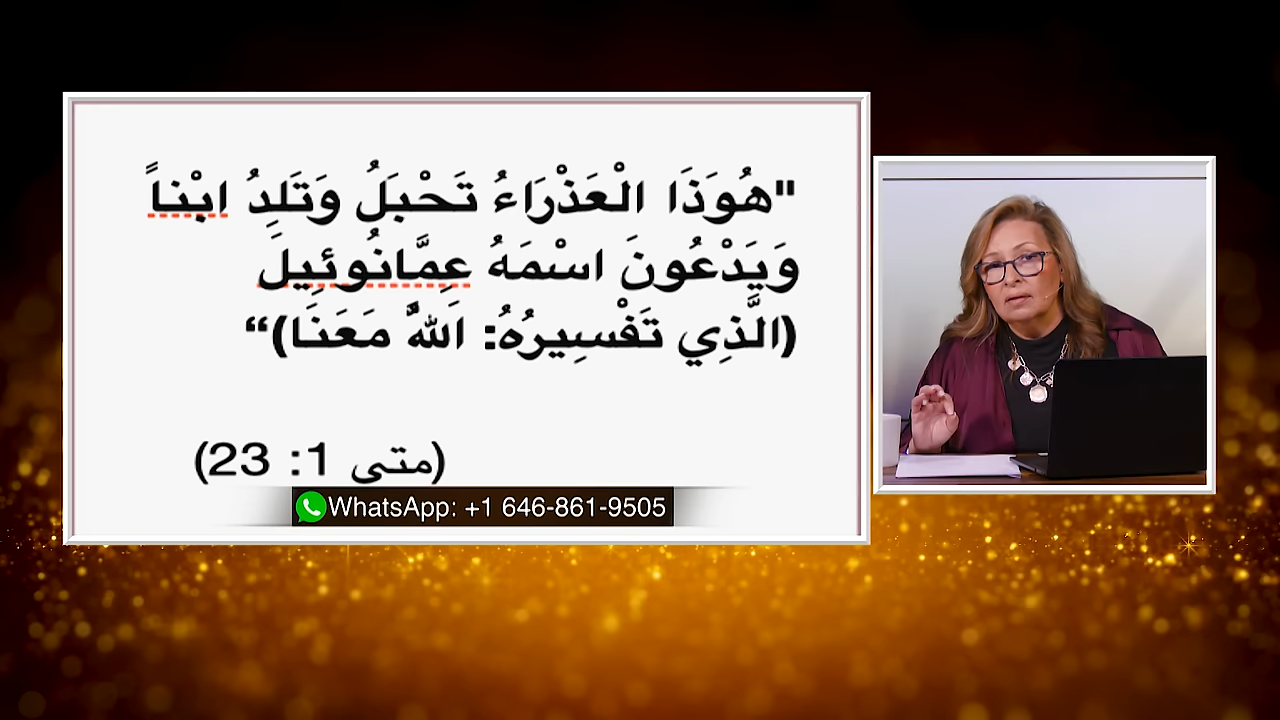 "هُوَذَا الْعَذْرَاءُ تَحْبَلُ وَتَلِدُ ابْناً
وَيَدْعُونَ اسْمَهُ عِمَّانُوئِيلَ
(الَّذِي تَفْسِيرُهُ: اَللهُ مَعَنَا)“
(متى 1: 23)
WhatsApp: +1 646-861-9505